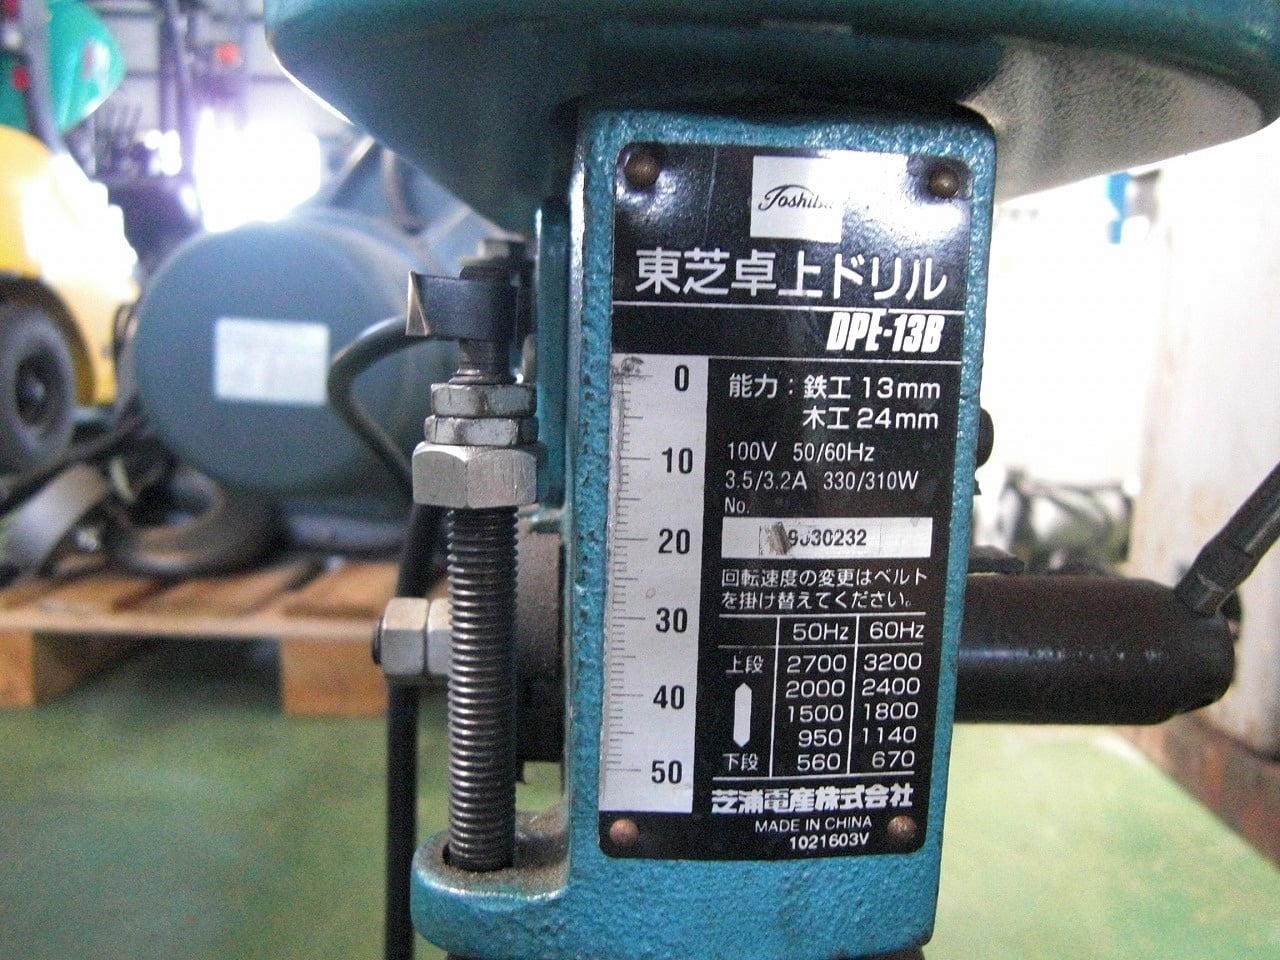 Toshiba
東芝卓上ドリル
DPE-13B
能力:鉄工 13mm
木工 24mm
100V 50/60Hz
3.5/3.2A 330/310W
No.
9030232
回転速度の変更はベルト
を掛け替えてください。
50Hz 60Hz
上段 2700 3200
2000 2400
1500 1800
950 1140
下段 560 670
芝浦電産株式会社
MADE IN CHINA
1021603V
0
10
20
30
40
50